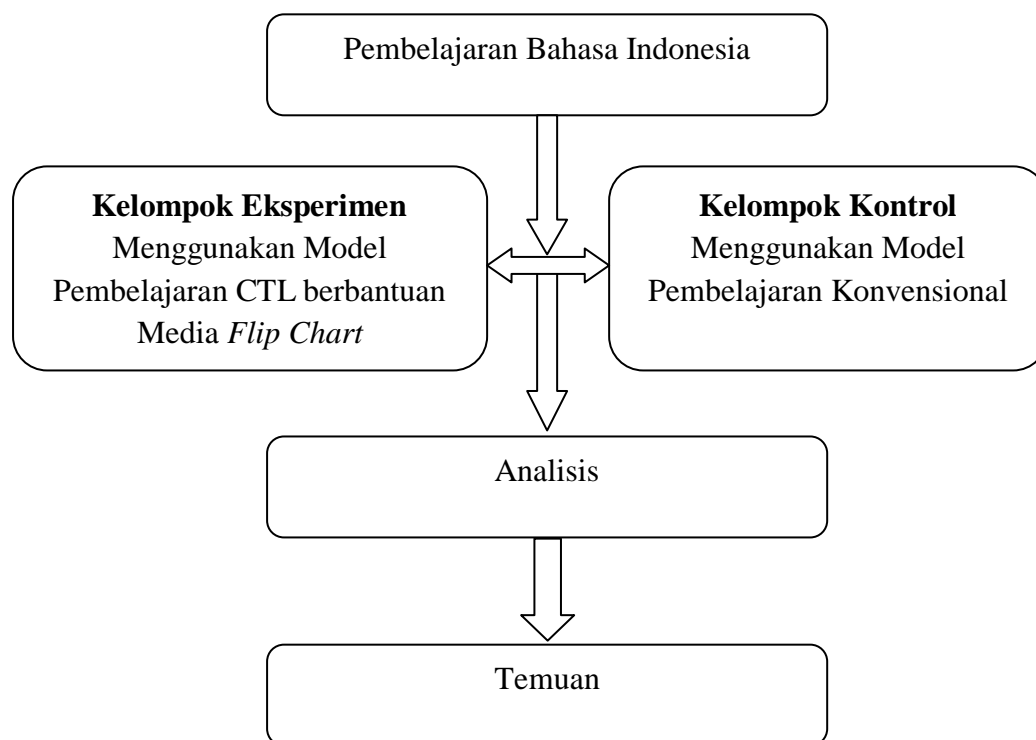 Pembelajaran Bahasa Indonesia
Kelompok Eksperimen
Menggunakan Model
Pembelajaran CTL berbantuan
Media Flip Chart
Kelompok Kontrol
Menggunakan Model
Pembelajaran Konvensional
Analisis
Temuan